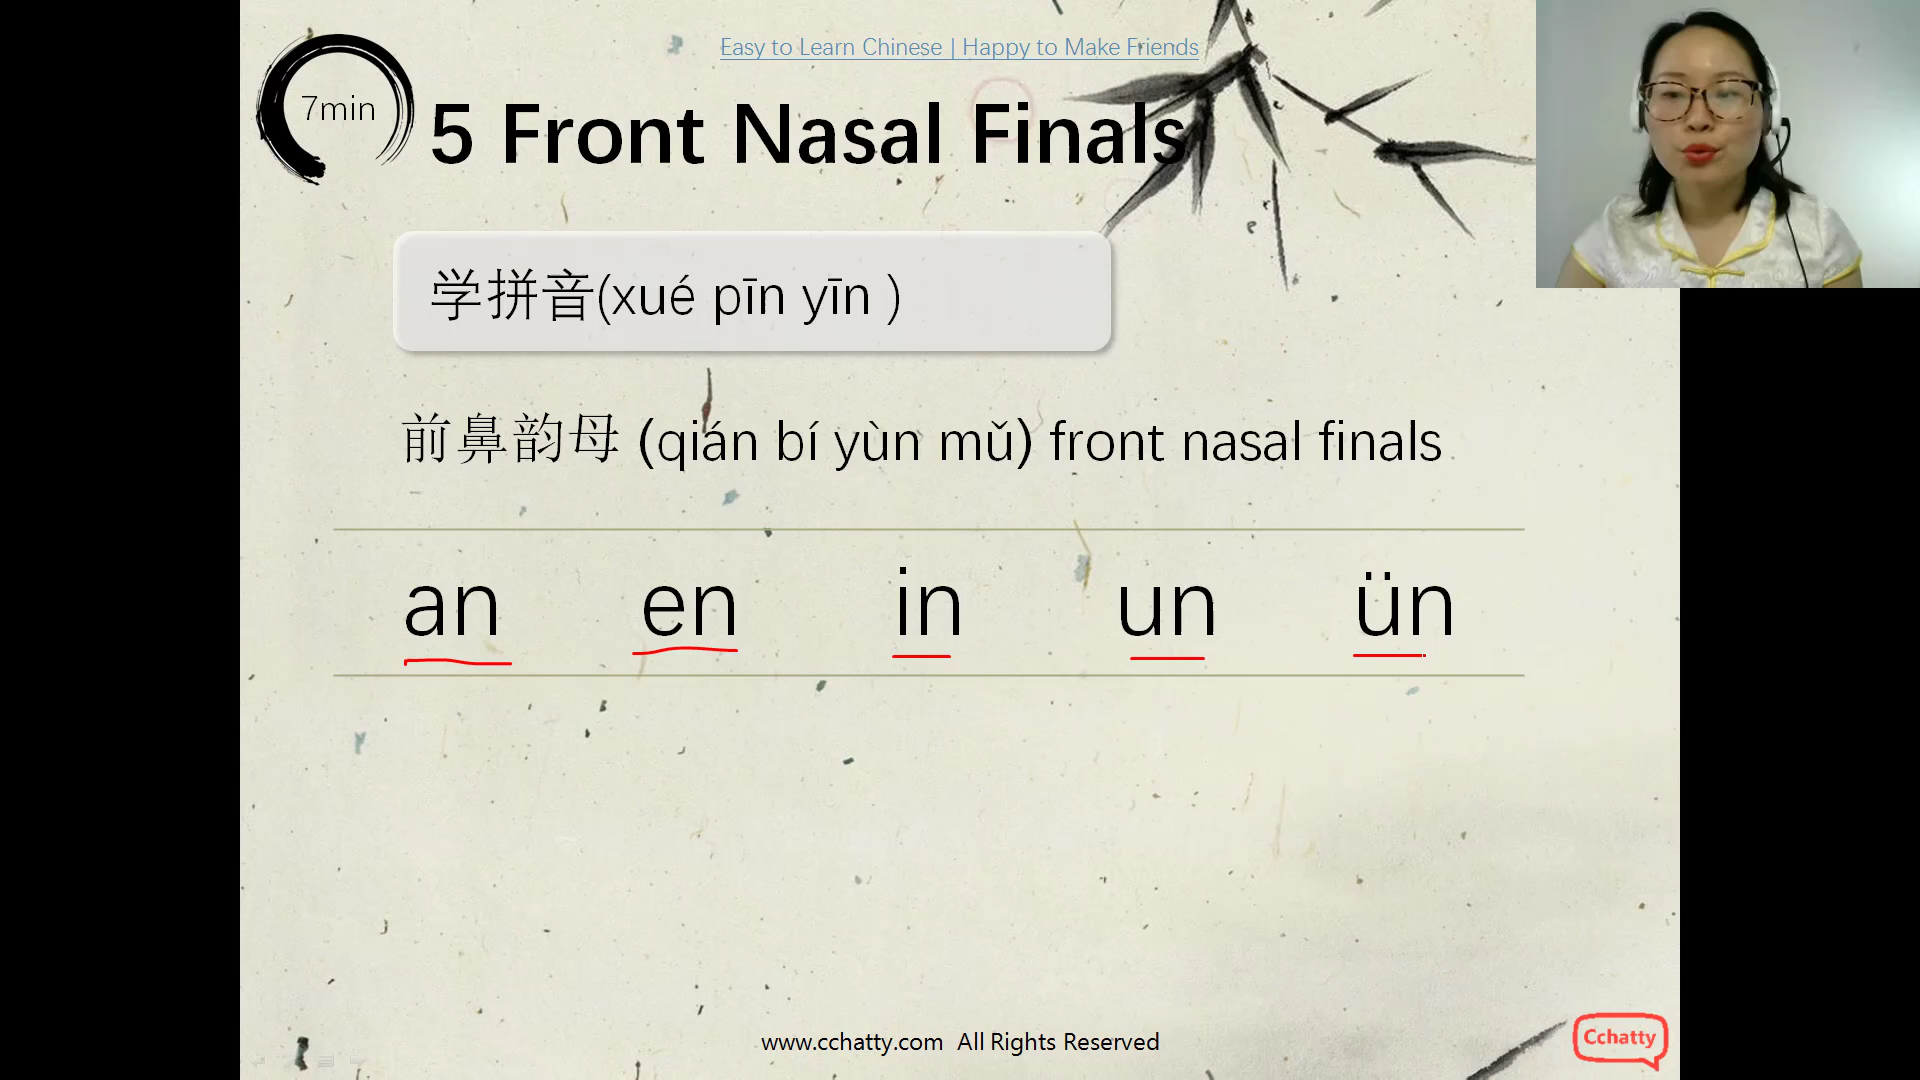 Easy to Learn Chinese | Happy to Make Friends
7min
5 Front Nasal Finals
学拼音(xué pīn yīn )
前鼻韵母 (qián bí yùn mǔ) front nasal finals
an en in un ün
www.cchatty.com All Rights Reserved
Cchatty